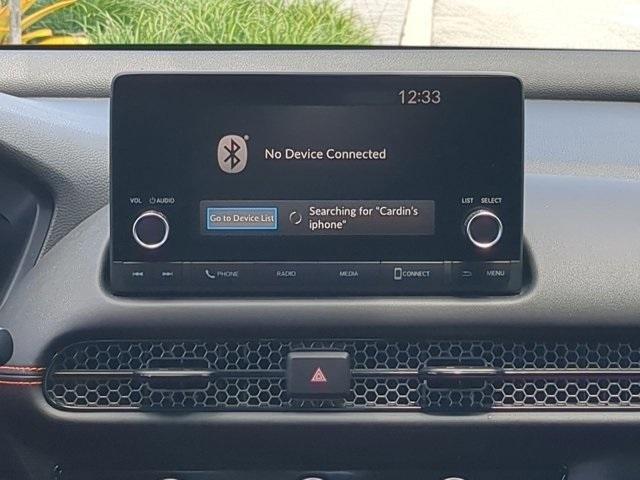 12:33
No Device Connected
VOL AUDIO
LIST SELECT
Go to Device List
Searching for "Cardin's
iphone"
PHONE RADIO MEDIA CONNECT MENU